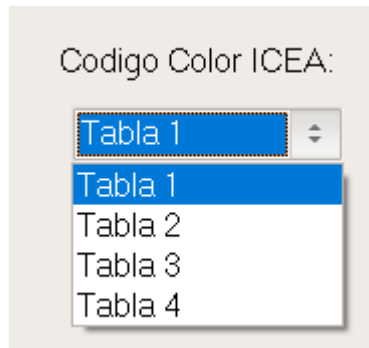 Codigo Color ICEA:
Tabla 1
Tabla 1
Tabla 2
Tabla 3
Tabla 4